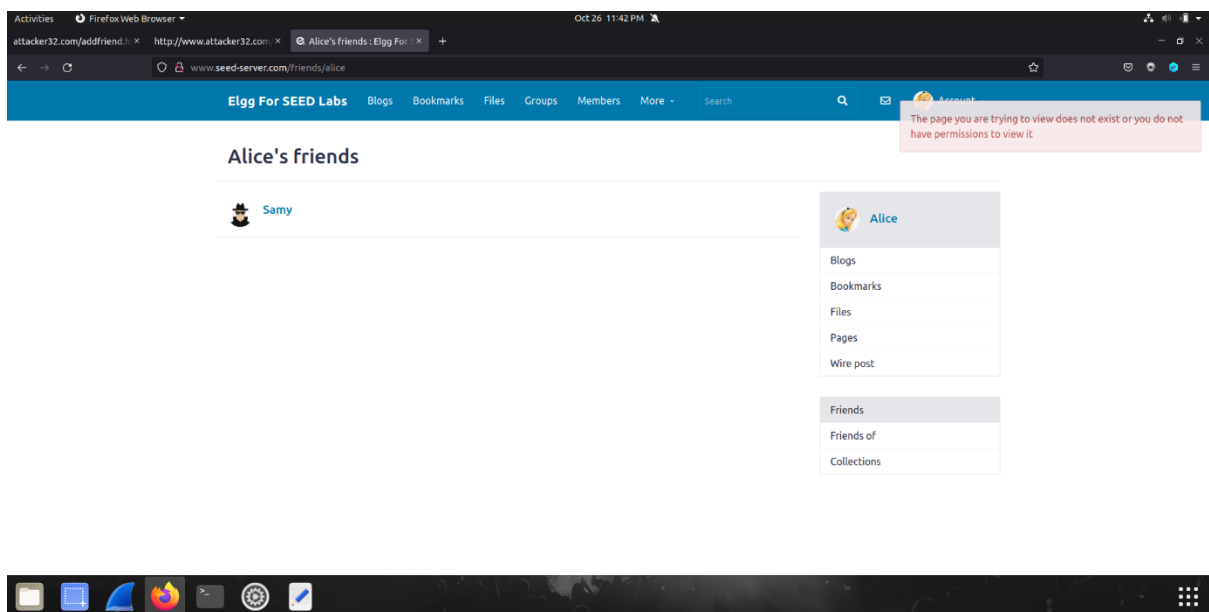 Activities Firefox Web Browser Oct 26 11:42 PM
attacker32.com/addfriend.h × http://www.attacker32.com × Alice's friends : Elgg For S × +
www.seed-server.com/friends/alice
Elgg For SEED Labs Blogs Bookmarks Files Groups Members More Search Account
The page you are trying to view does not exist or you do not
have permissions to view it
Alice's friends
Samy
Alice
Blogs
Bookmarks
Files
Pages
Wire post
Friends
Friends of
Collections